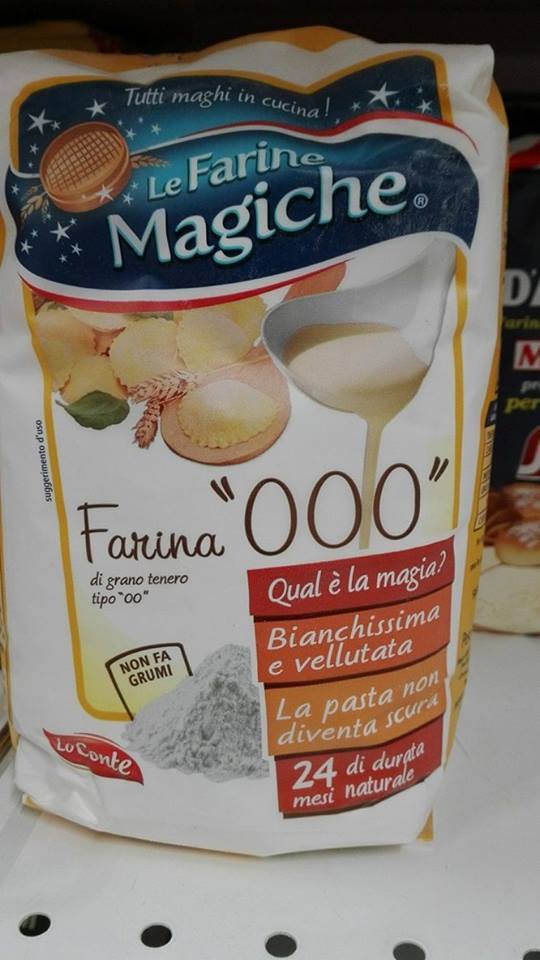 Tutti maghi in cucina!
Le Farine
Magiche®
suggerimento d'uso
Farina "000"
di grano tenero
tipo "00"
Qual è la magia?
Bianchissima
e vellutata
NON FA
GRUMI
La pasta non
diventa scura
Lo Conte
24 di durata
mesi naturale